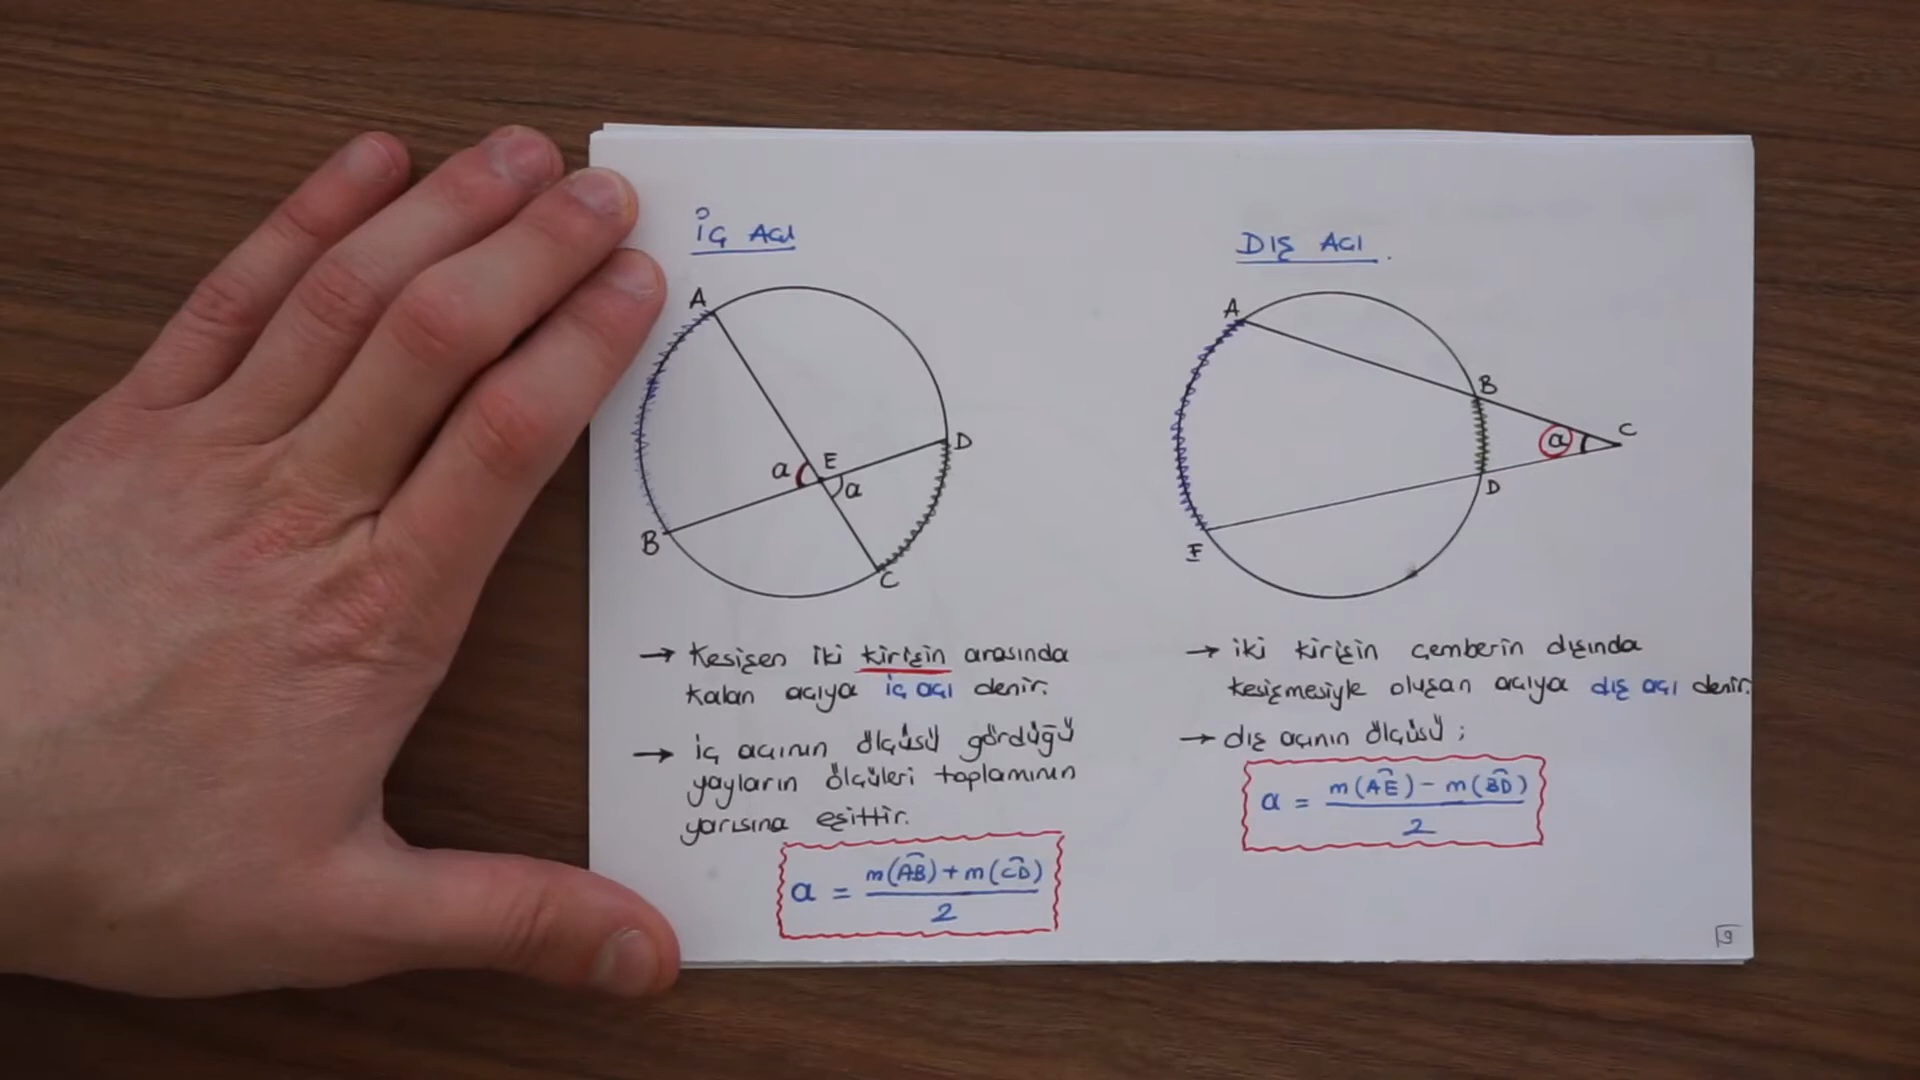 İÇ AÇI
A
α
E
D
α
B
C
→ Kesişen iki kirişin arasında
kalan açıya iç açı denir.
→ iç açının ölçüsü gördüğü
yayların ölçüleri toplamının
yarısına eşittir.
α = m(AB)+m(CD) / 2
DIŞ AÇI.
A
B
C
α
D
E
→ iki kirişin çemberin dışında
kesişmesiyle oluşan açıya dış açı denir.
→ dış açının ölçüsü ;
α = m(AE) - m(BD) / 2
9